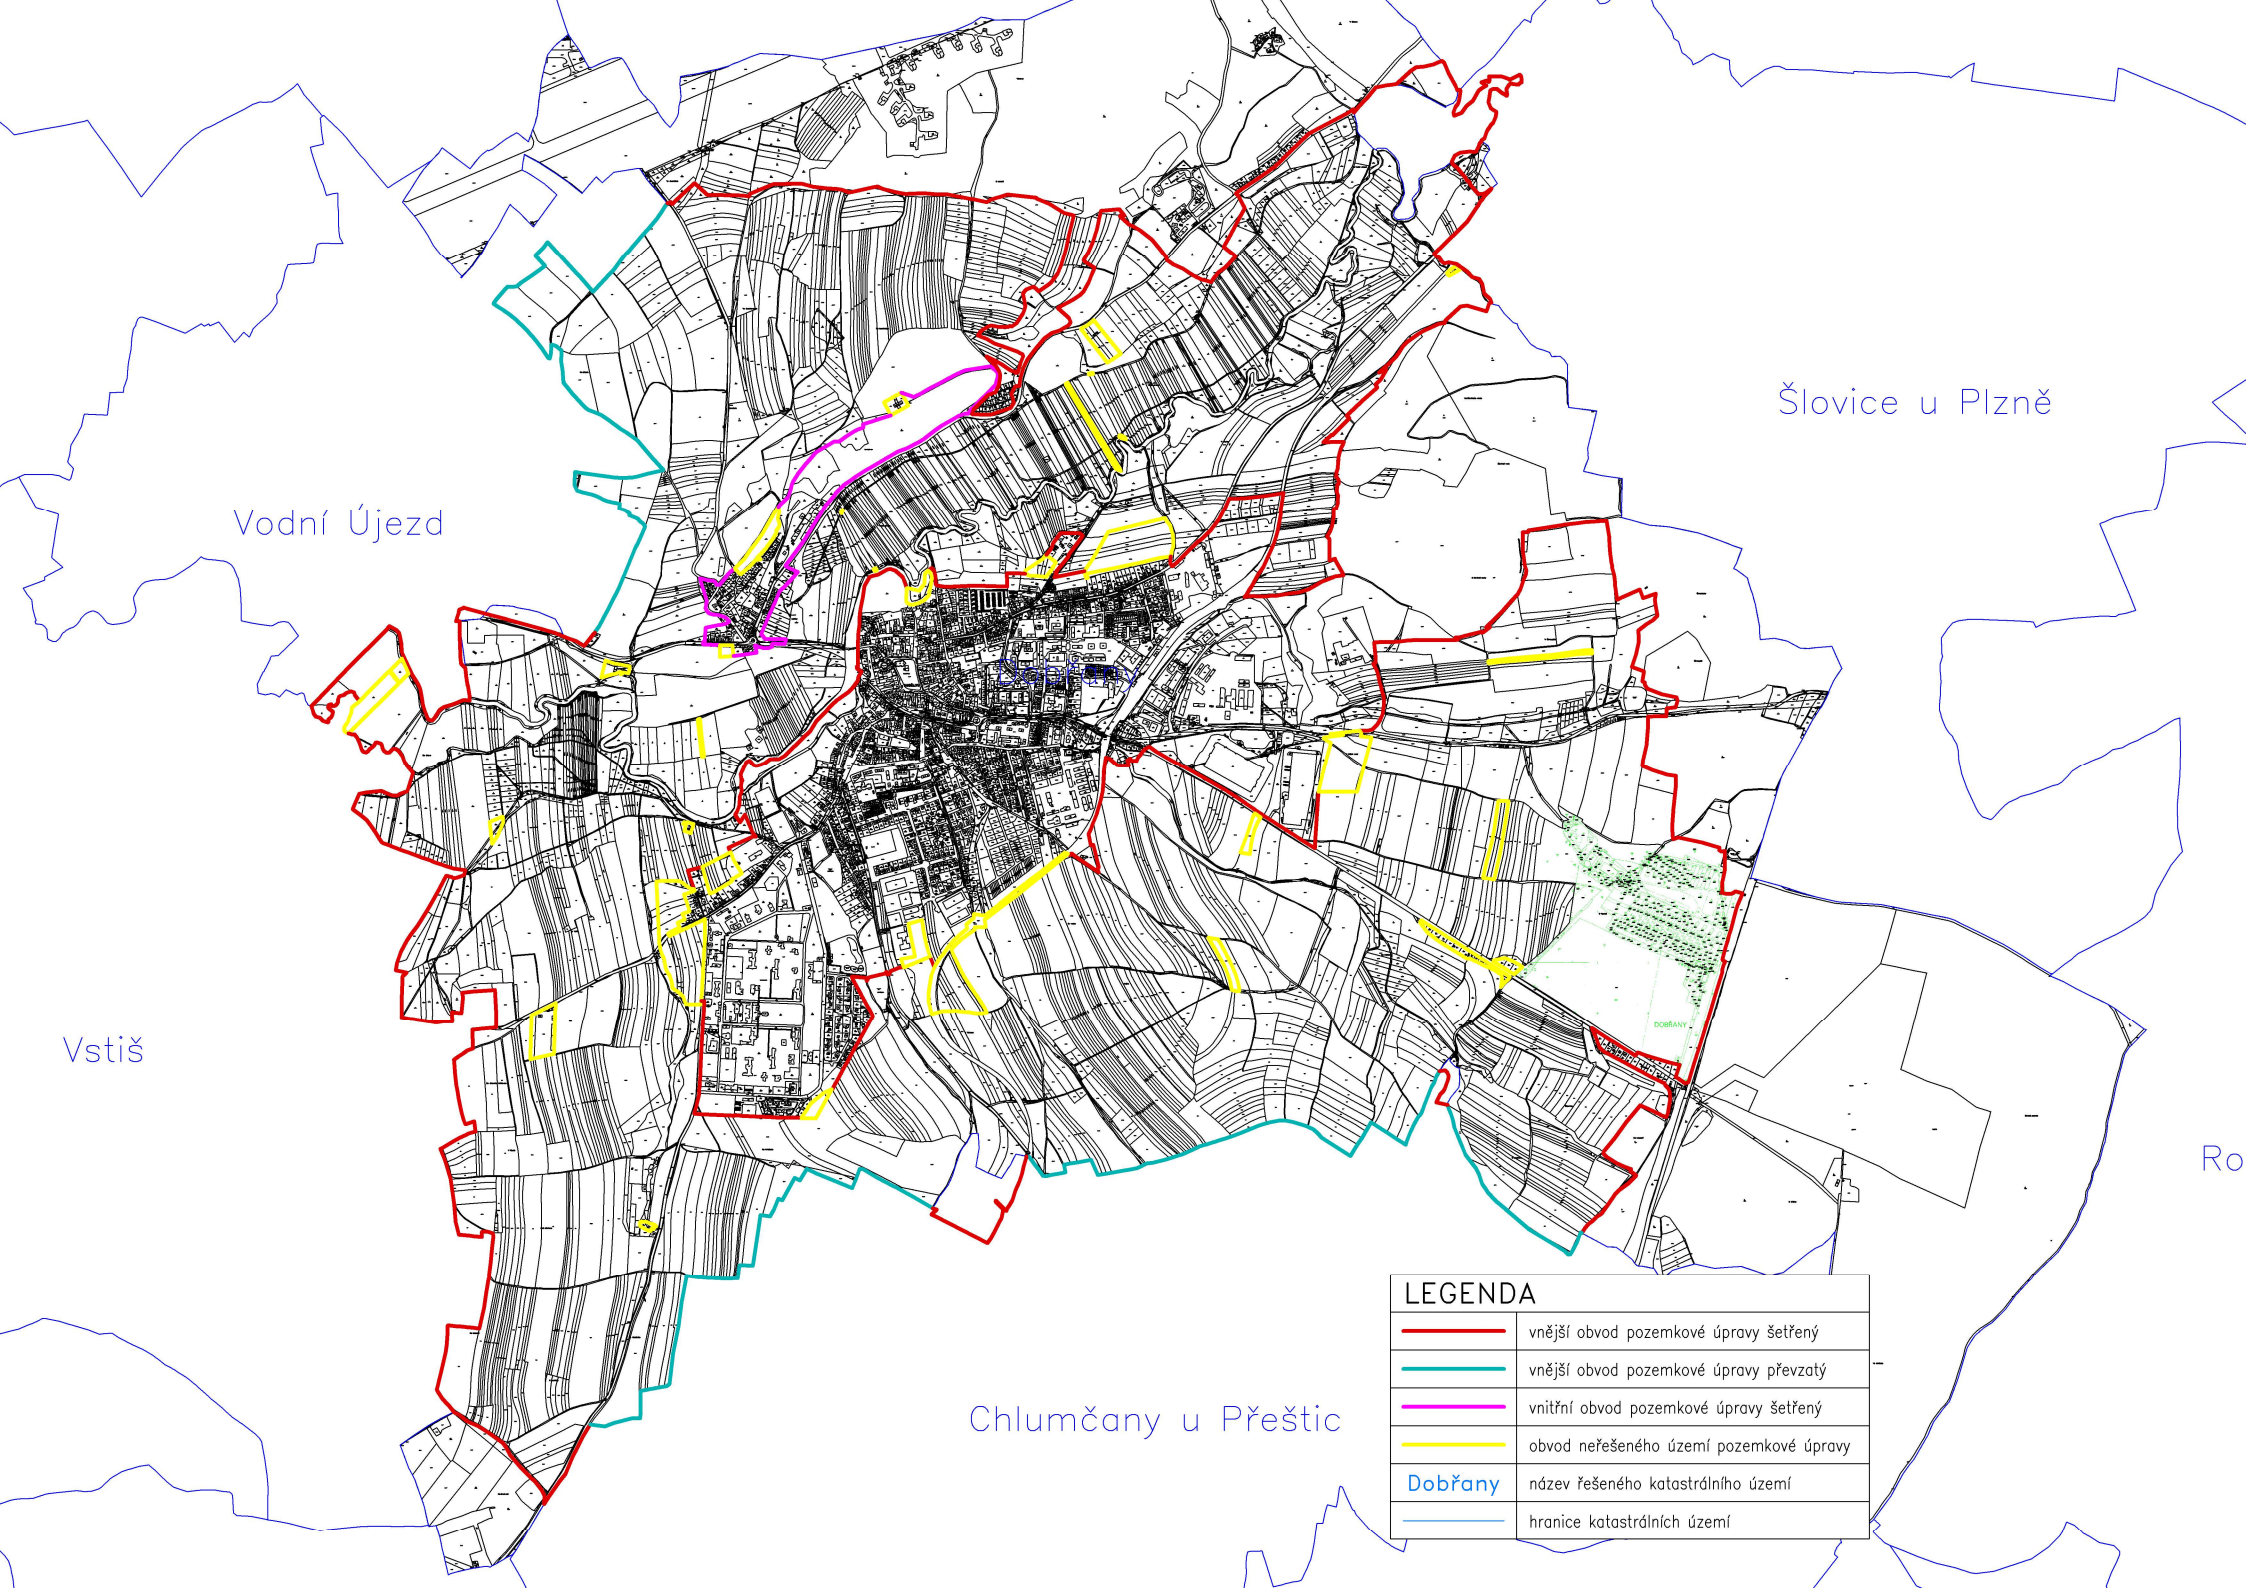 Šlovice u Plzně
Vodní Újezd
Dobřany
DOBŘANY
Vstiš
Ro
Chlumčany u Přeštic
LEGENDA
vnější obvod pozemkové úpravy šetřený
vnější obvod pozemkové úpravy převzatý
vnitřní obvod pozemkové úpravy šetřený
obvod neřešeného území pozemkové úpravy
Dobřany název řešeného katastrálního území
hranice katastrálních území